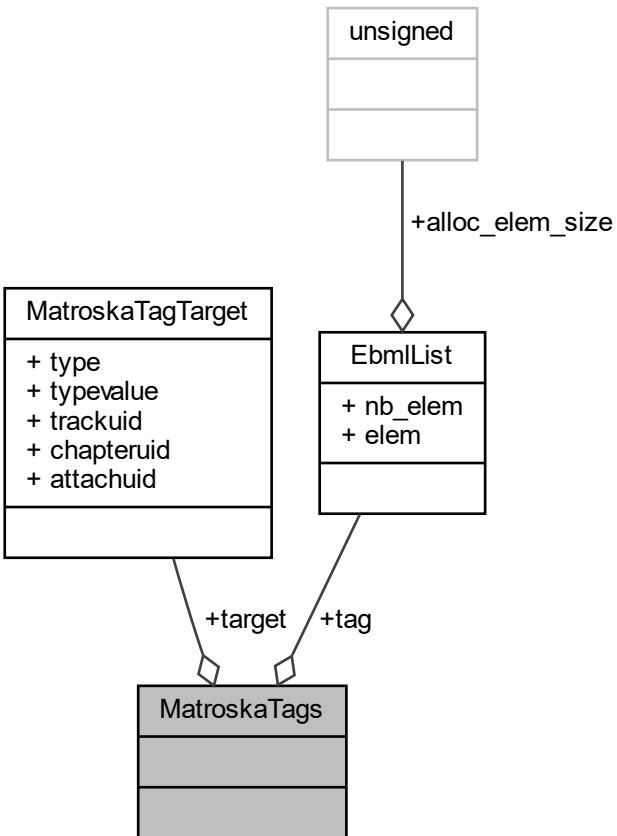 unsigned
+alloc_elem_size
MatroskaTagTarget
+ type
+ typevalue
+ trackuid
+ chapteruid
+ attachuid
EbmlList
+ nb_elem
+ elem
+target
+tag
MatroskaTags